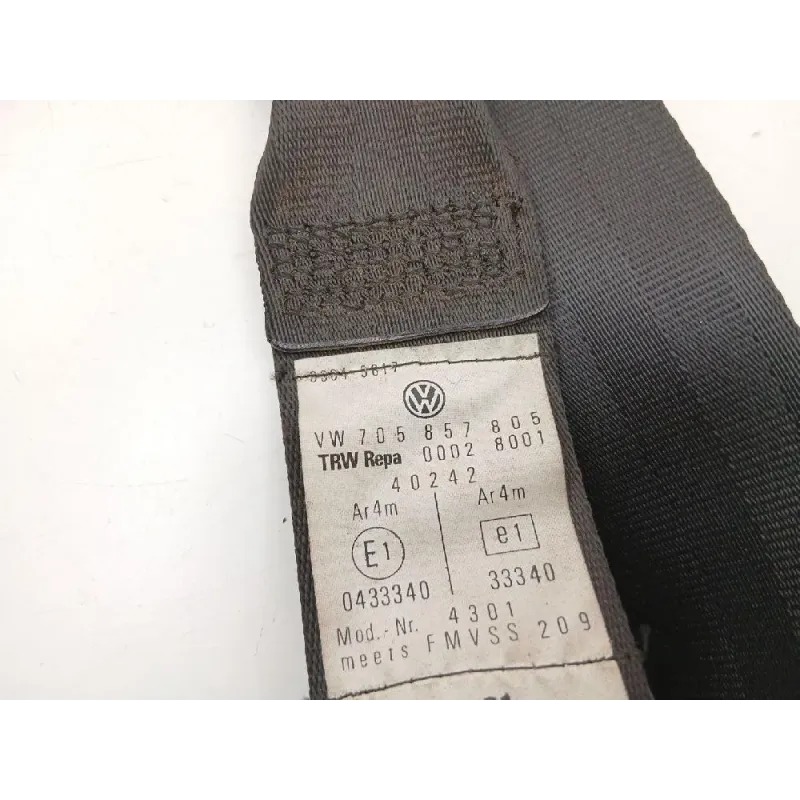 VW 705 857 805
TRW Repa 0002 8001
40242
Ar4m Ar4m
E1 e1
0433340 33340
Mod.-Nr. 4301
meets FMVSS 209